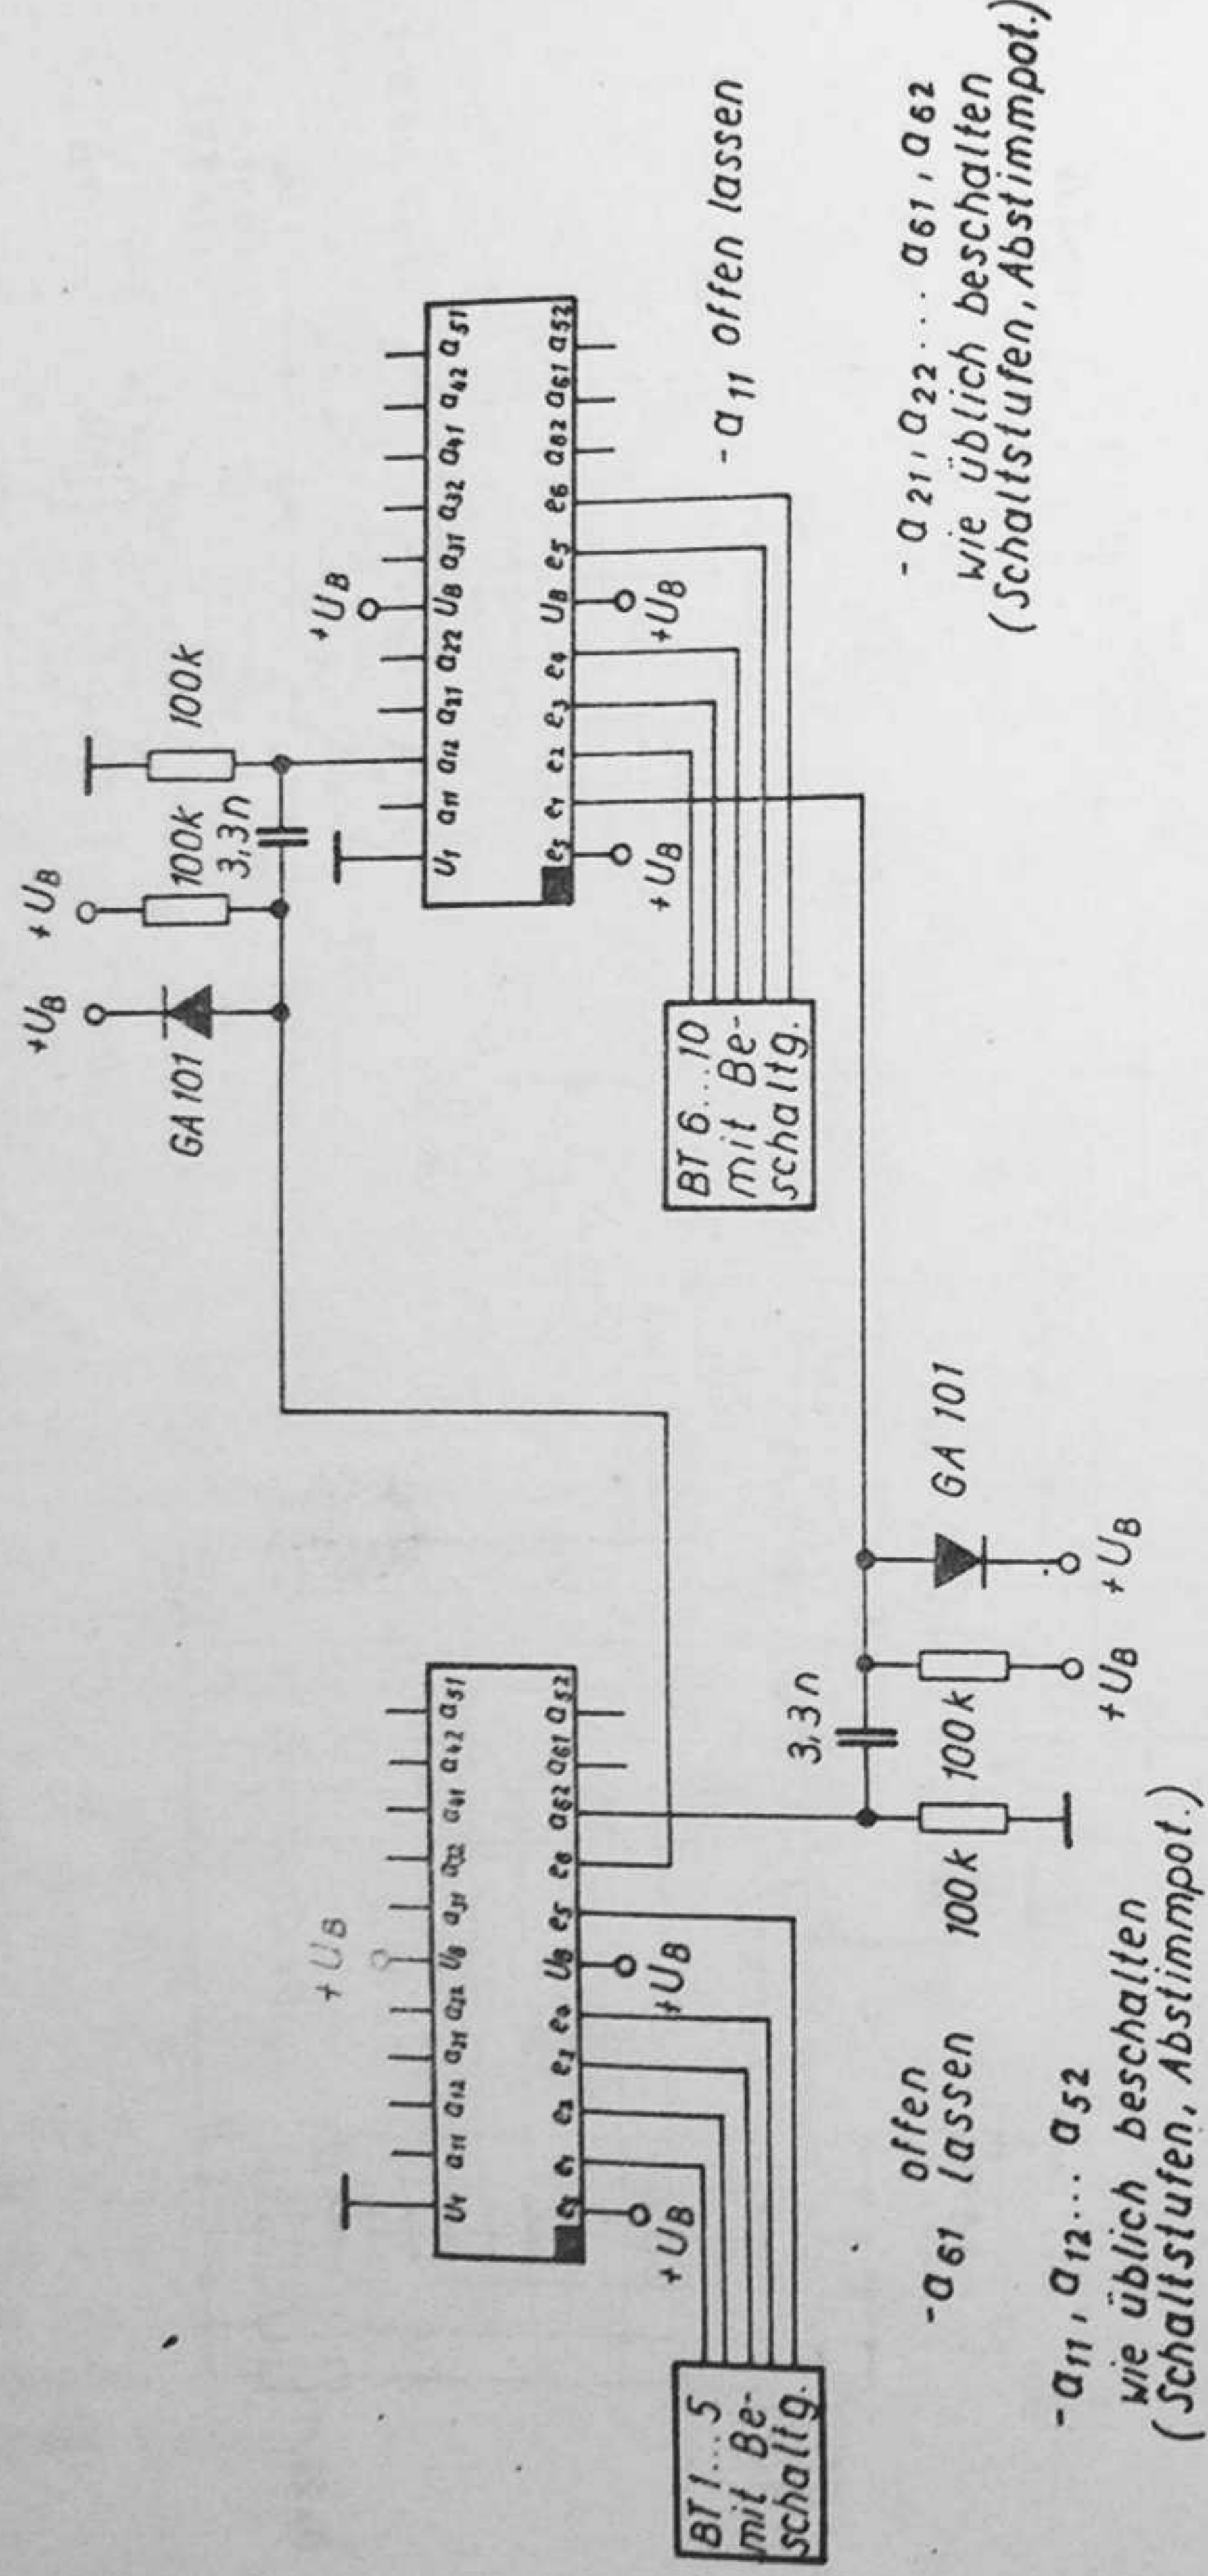 +UB
+UB
100k
3,3n
100k
GA 101
+UB
U1 a11 a12 a21 a22 UB a31 a32 a41 a42 a51
es e1 e2 e3 e4 UB e5 e6 a62 a61 a52
+UB
+UB
BT 1...5
mit Be-
schaltg.
+UB
U1 a11 a12 a21 a22 UB a31 a32 a41 a42 a51
es e1 e2 e3 e4 UB e5 e6 a62 a61 a52
+UB
+UB
BT 6...10
mit Be-
schaltg.
- a11 offen lassen
3,3n
100k
100k
GA 101
+UB
+UB
offen
- a61 lassen
- a11, a12... a52
wie üblich beschalten
(Schaltstufen, Abstimmpot.)
- a21, a22... a61, a62
wie üblich beschalten
(Schaltstufen, Abstimmpot.)